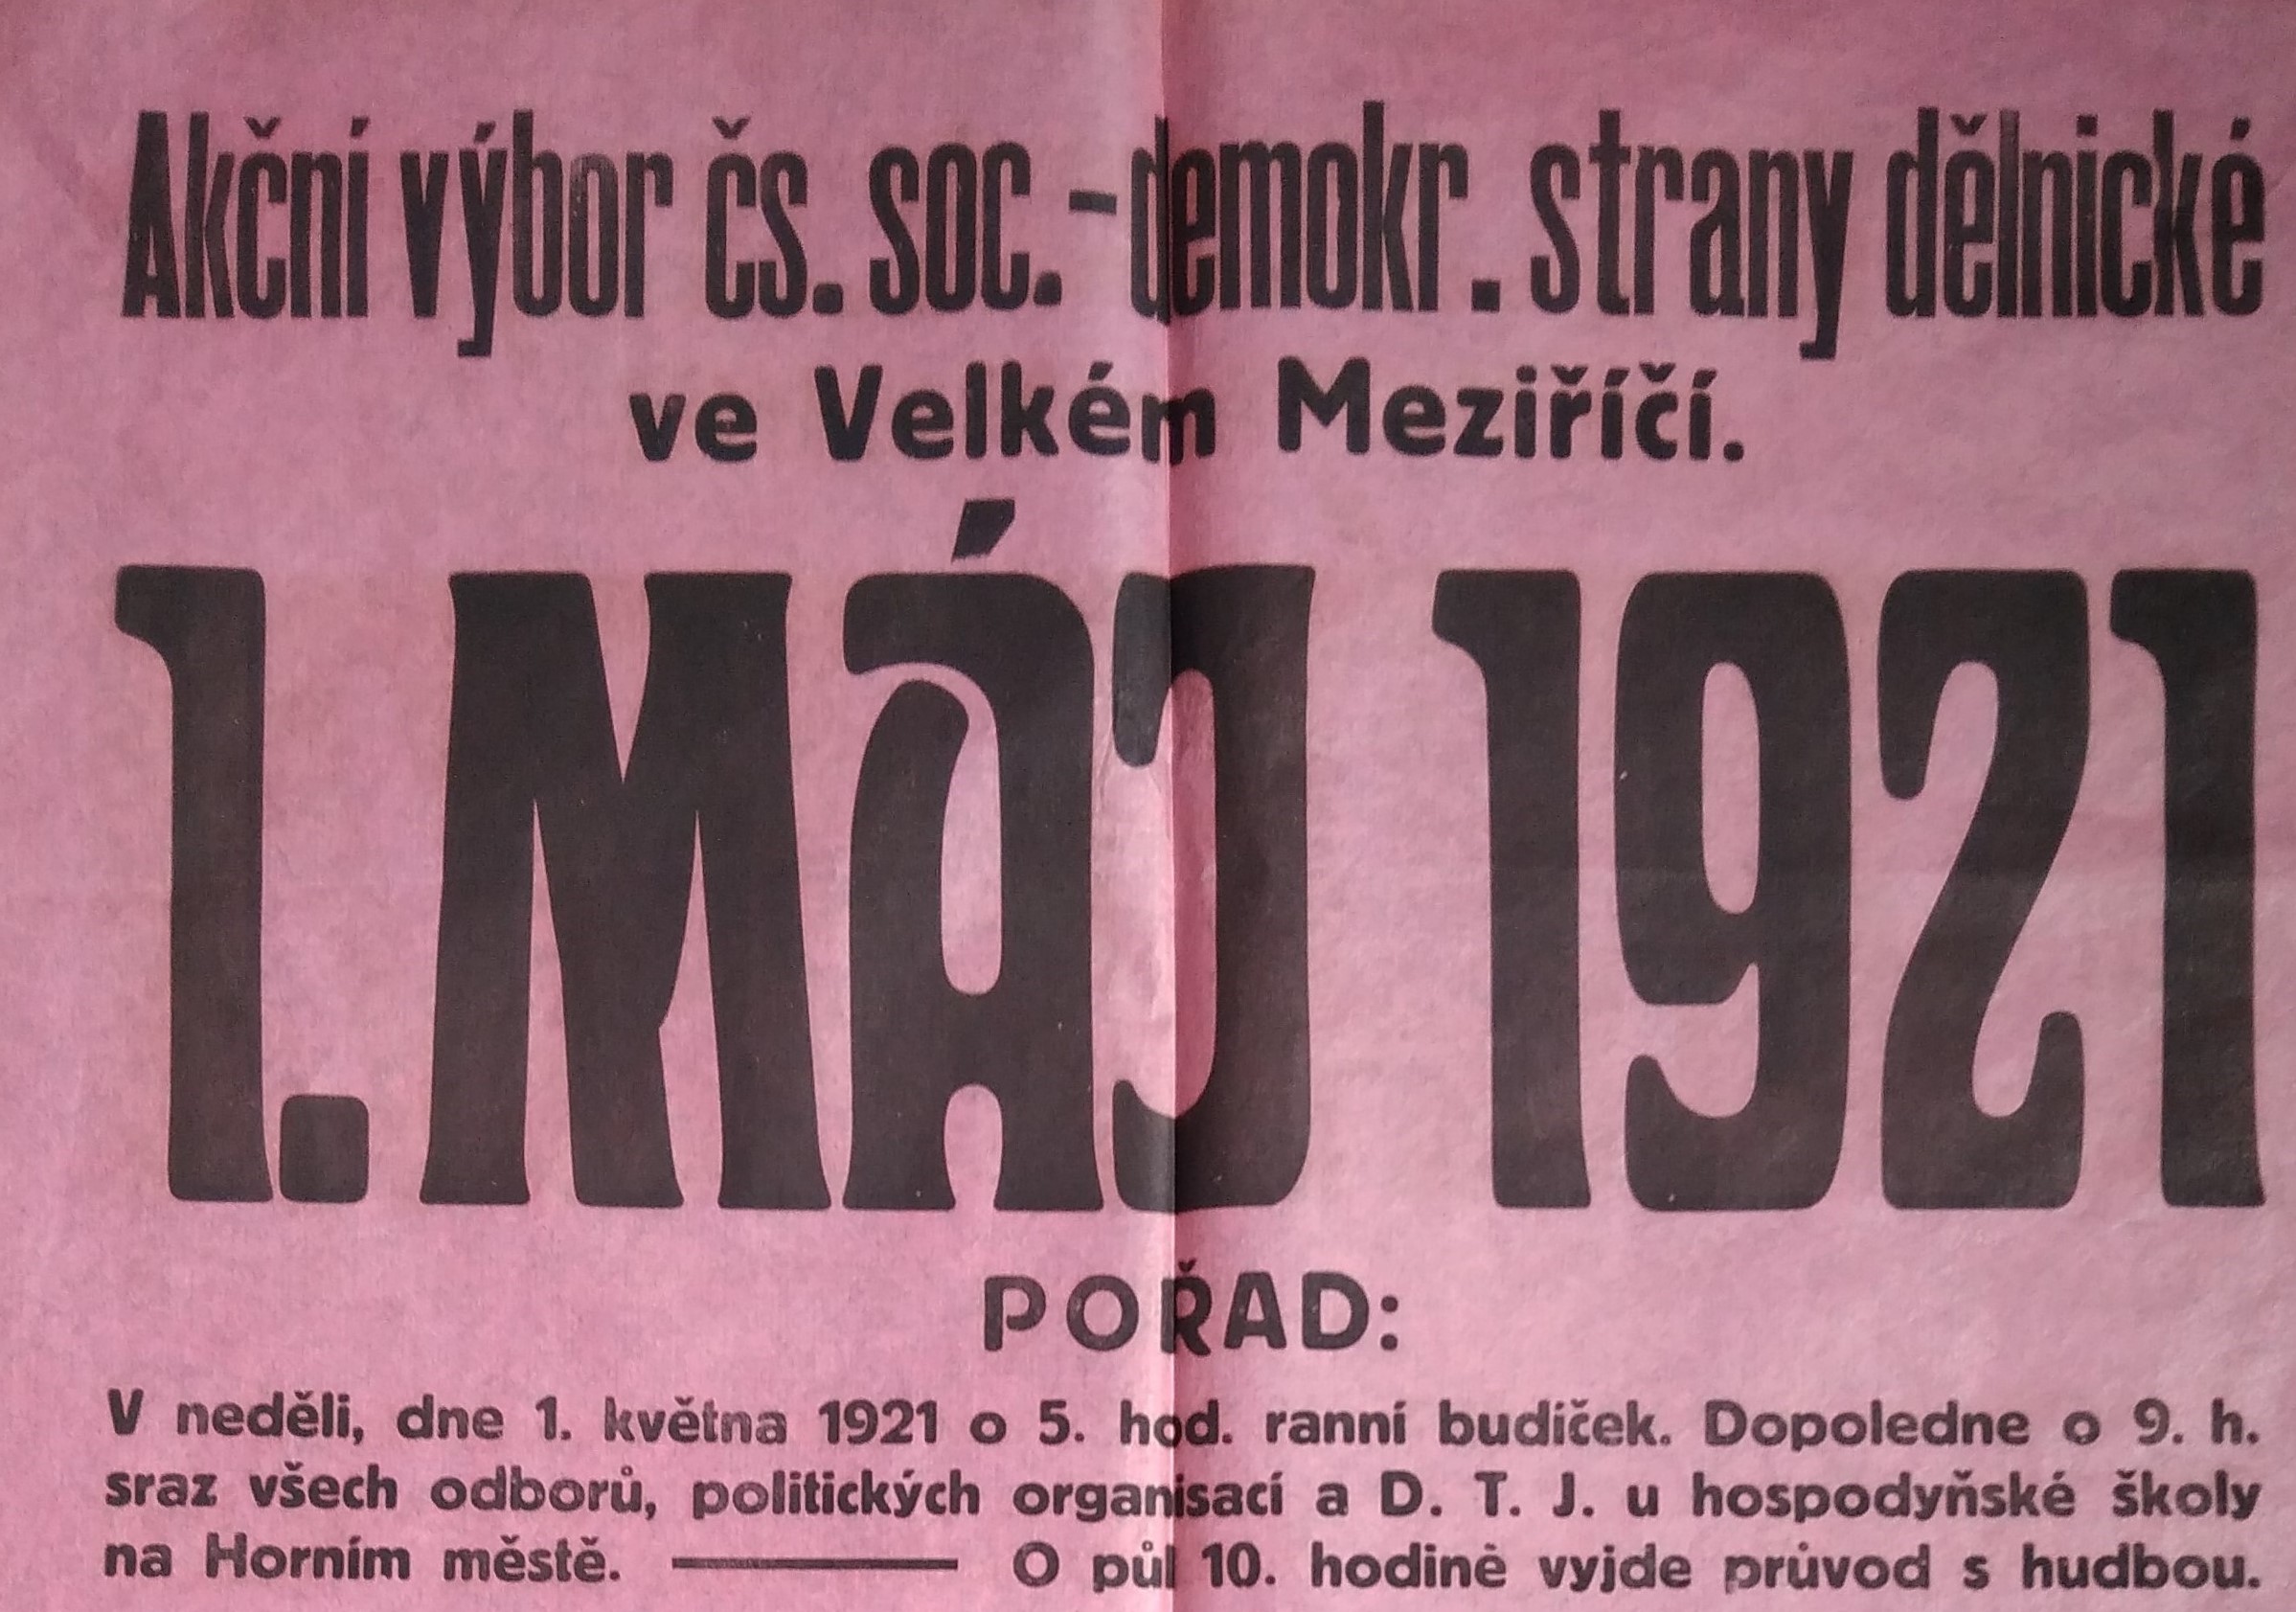 Akční výbor čs. soc.-demokr. strany dělnické
ve Velkém Meziříčí.
1. MÁJ 1921
POŘAD:
V neděli, dne 1. května 1921 o 5. hod. ranní budíček. Dopoledne o 9. h.
sraz všech odborů, politických organisací a D. T. J. u hospodyňské školy
na Horním městě. ——— O půl 10. hodině vyjde průvod s hudbou.